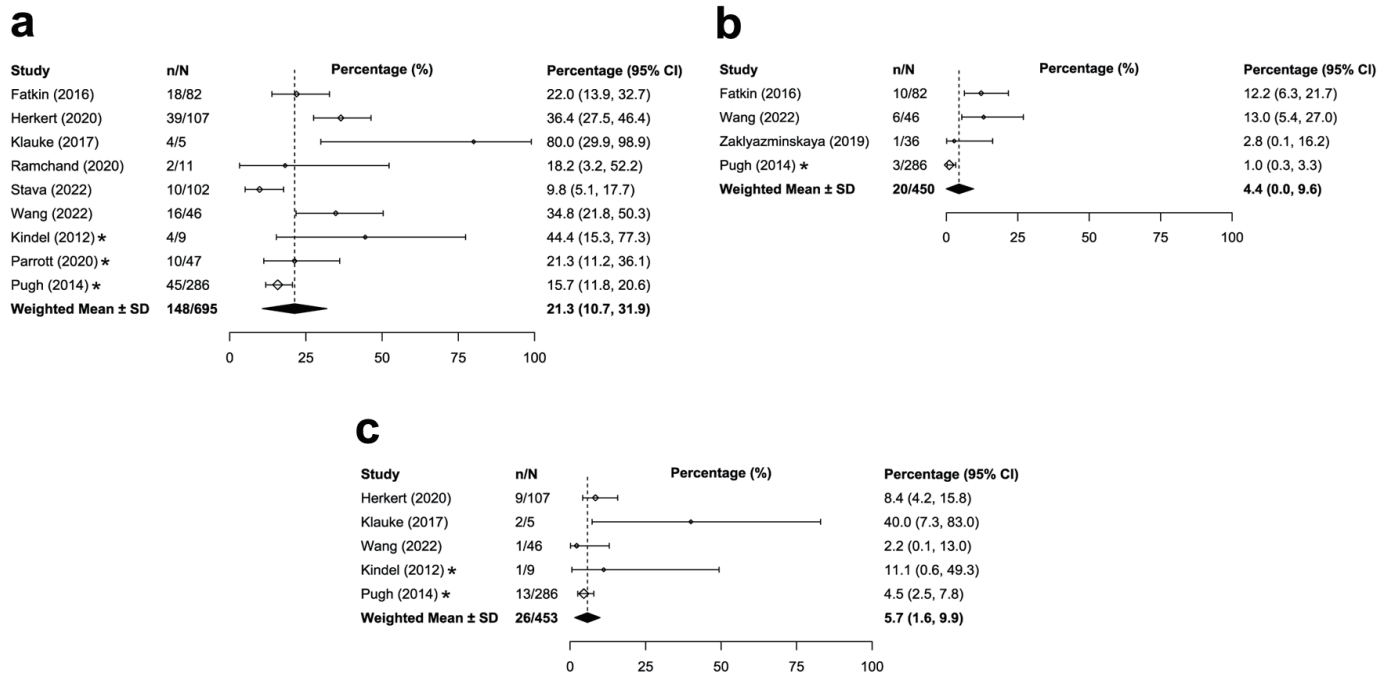 a
Study n/N Percentage (%) Percentage (95% CI)
Fatkin (2016) 18/82 22.0 (13.9, 32.7)
Herkert (2020) 39/107 36.4 (27.5, 46.4)
Klauke (2017) 4/5 80.0 (29.9, 98.9)
Ramchand (2020) 2/11 18.2 (3.2, 52.2)
Stava (2022) 10/102 9.8 (5.1, 17.7)
Wang (2022) 16/46 34.8 (21.8, 50.3)
Kindel (2012) * 4/9 44.4 (15.3, 77.3)
Parrott (2020) * 10/47 21.3 (11.2, 36.1)
Pugh (2014) * 45/286 15.7 (11.8, 20.6)
Weighted Mean ± SD 148/695 21.3 (10.7, 31.9)
0 25 50 75 100
b
Study n/N Percentage (%) Percentage (95% CI)
Fatkin (2016) 10/82 12.2 (6.3, 21.7)
Wang (2022) 6/46 13.0 (5.4, 27.0)
Zaklyazminskaya (2019) 1/36 2.8 (0.1, 16.2)
Pugh (2014) * 3/286 1.0 (0.3, 3.3)
Weighted Mean ± SD 20/450 4.4 (0.0, 9.6)
0 25 50 75 100
c
Study n/N Percentage (%) Percentage (95% CI)
Herkert (2020) 9/107 8.4 (4.2, 15.8)
Klauke (2017) 2/5 40.0 (7.3, 83.0)
Wang (2022) 1/46 2.2 (0.1, 13.0)
Kindel (2012) * 1/9 11.1 (0.6, 49.3)
Pugh (2014) * 13/286 4.5 (2.5, 7.8)
Weighted Mean ± SD 26/453 5.7 (1.6, 9.9)
0 25 50 75 100